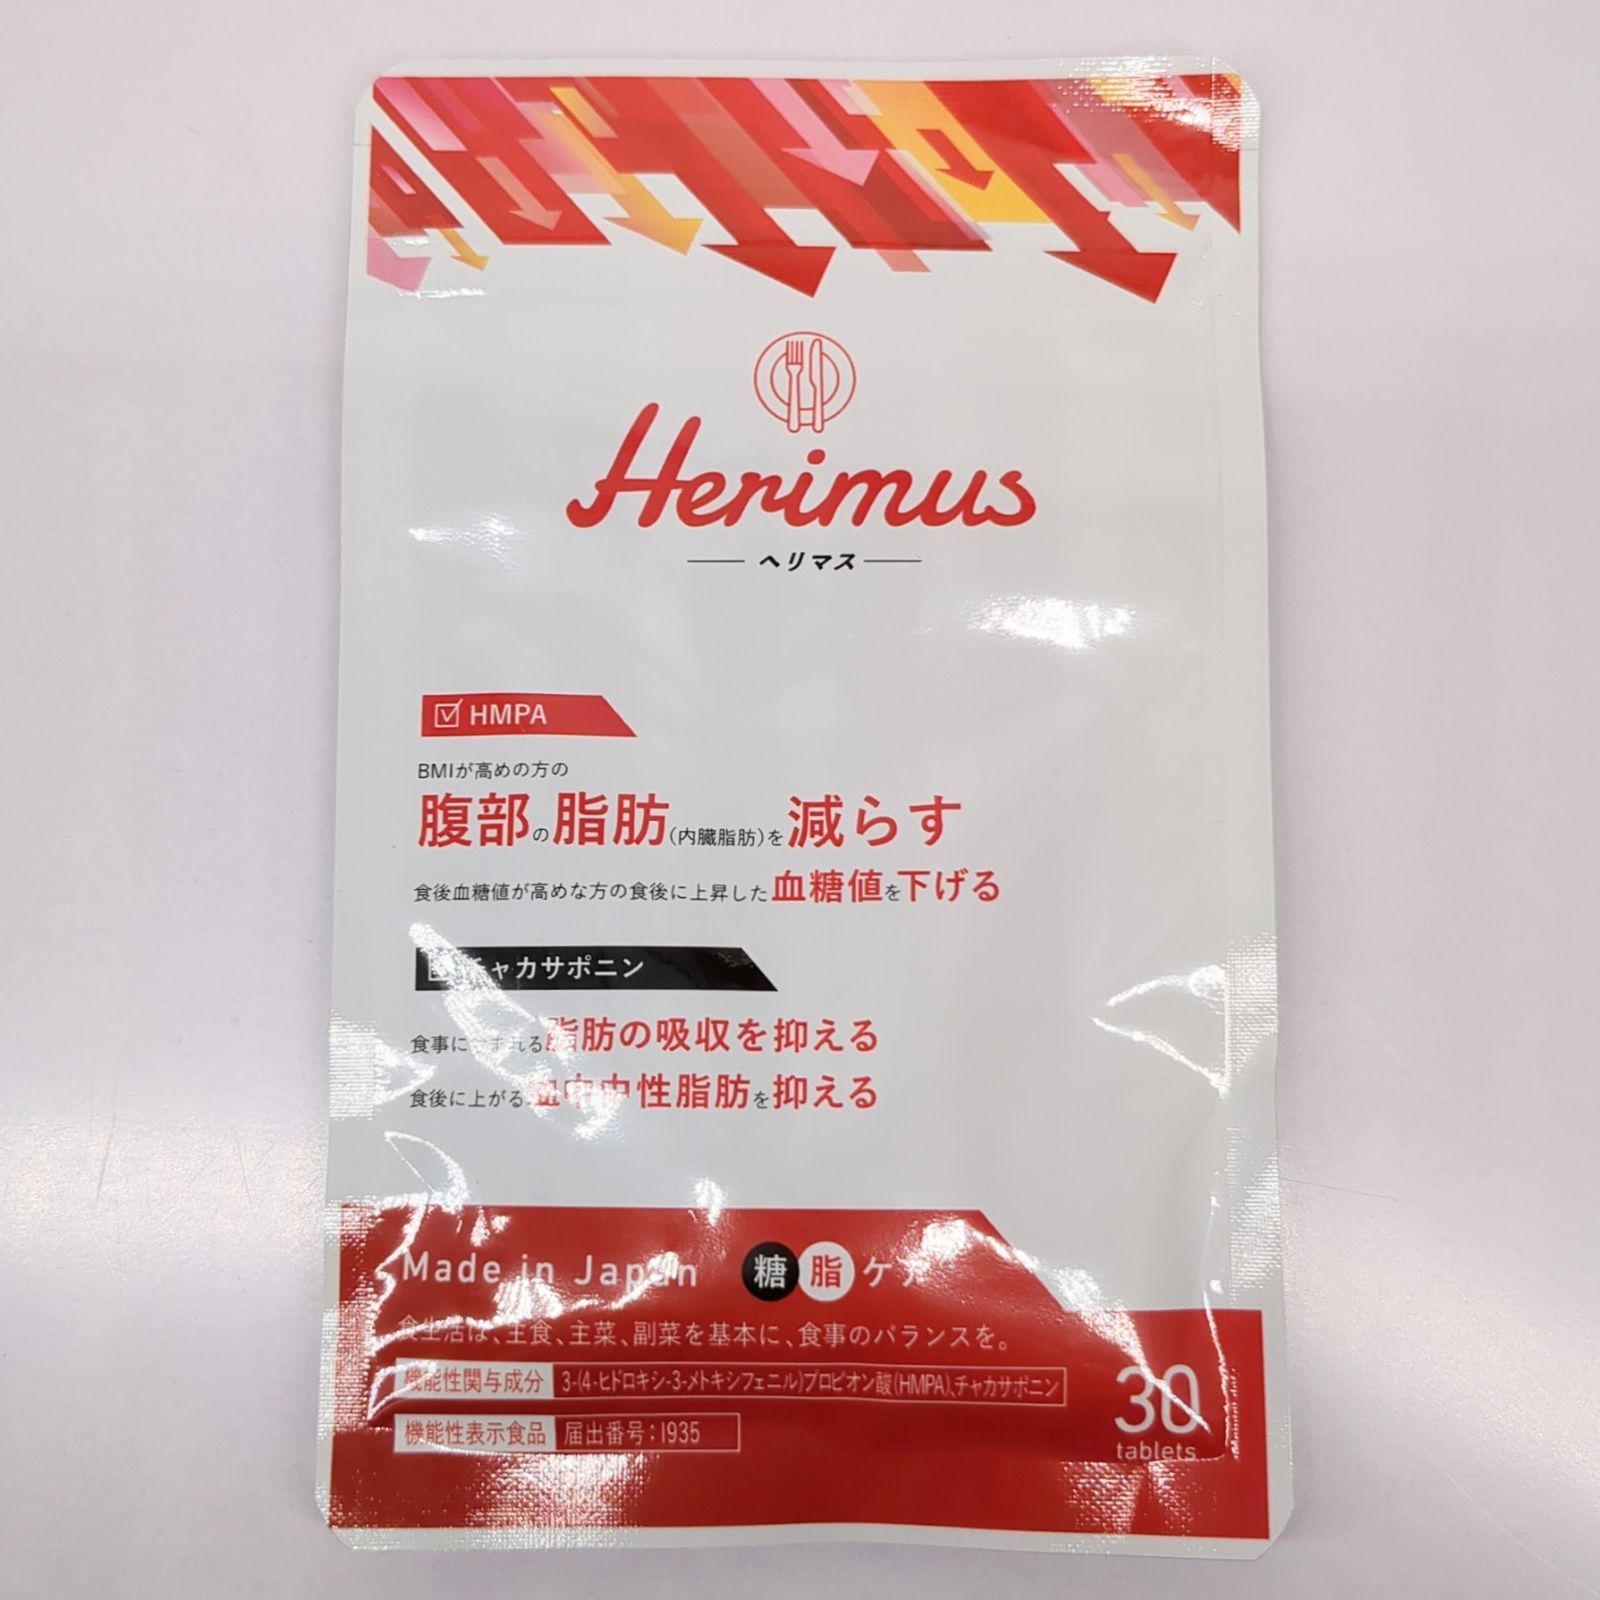 Herimus
ヘリマス
HMPA
BMIが高めの方の
腹部の脂肪(内臓脂肪)を減らす
食後血糖値が高めな方の食後に上昇した血糖値を下げる
チャカサポニン
食事に含まれる脂肪の吸収を抑える
食後に上がる血中中性脂肪を抑える
Made in Japan 糖脂ケア
食生活は、主食、主菜、副菜を基本に、食事のバランスを。
機能性関与成分 3-(4-ヒドロキシ-3-メトキシフェニル)プロピオン酸(HMPA)、チャカサポニン
機能性表示食品 届出番号:I935
30
tablets